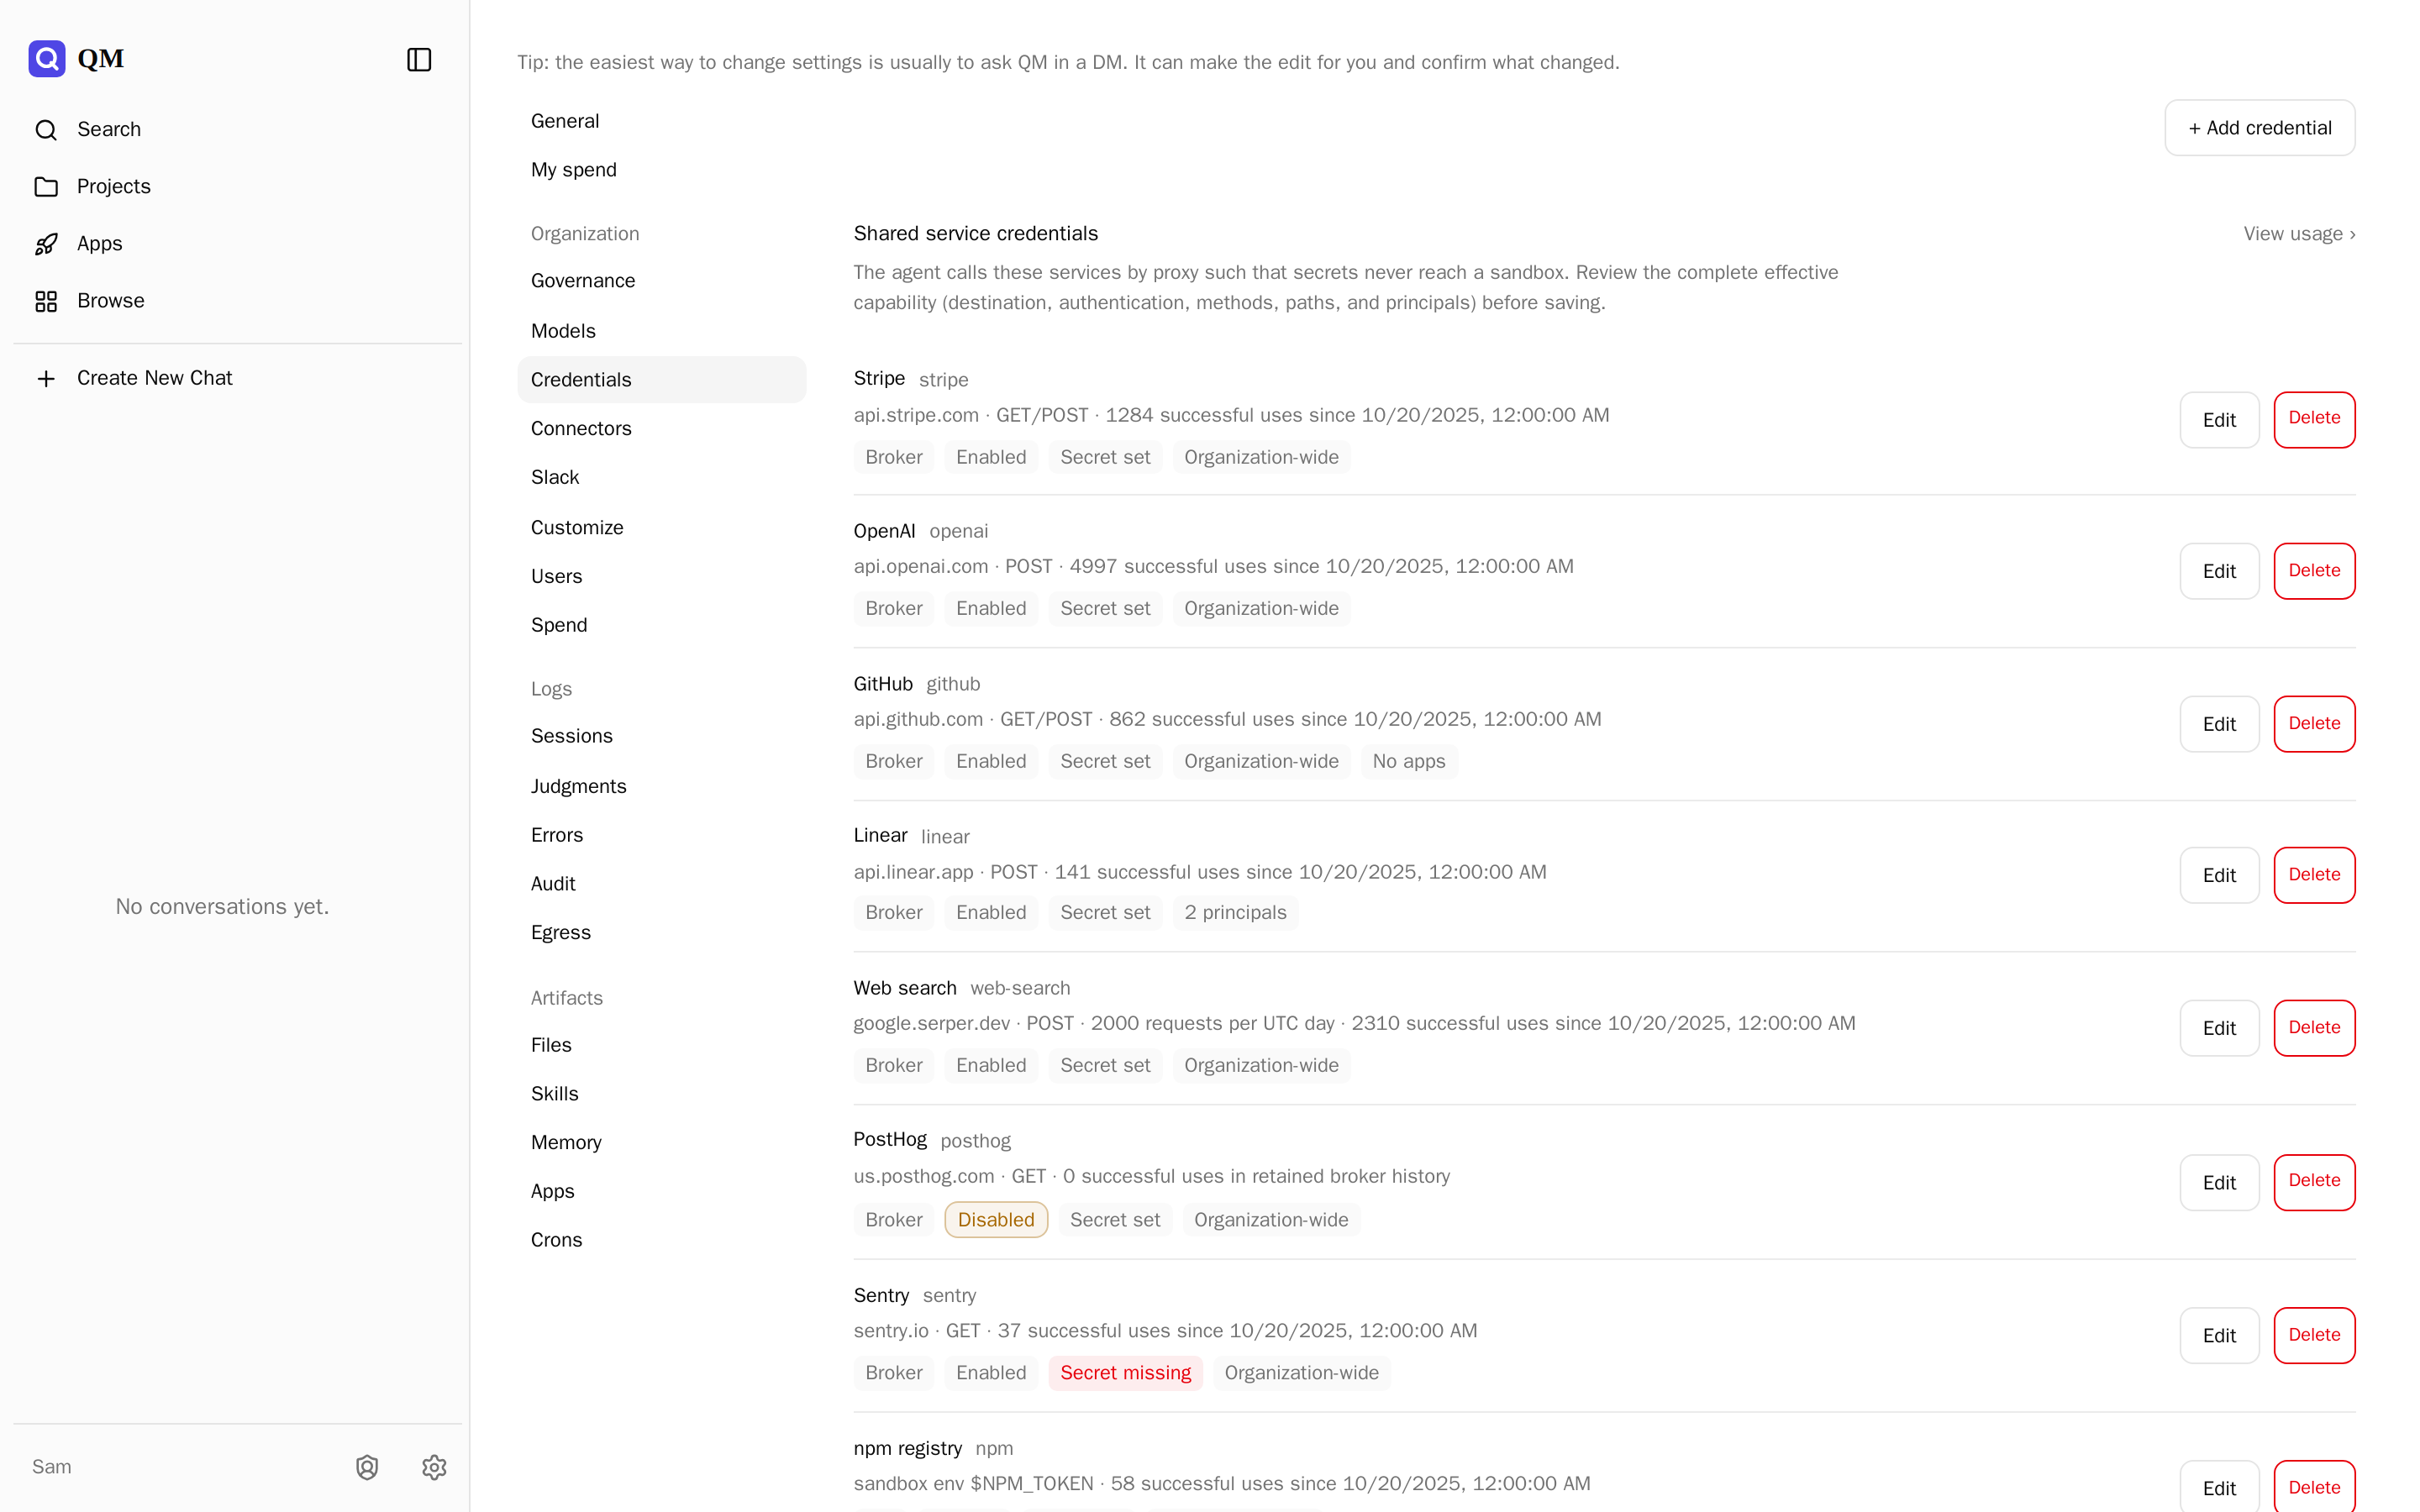 QM
Search
Projects
Apps
Browse
Create New Chat
No conversations yet.
Sam
Tip: the easiest way to change settings is usually to ask QM in a DM. It can make the edit for you and confirm what changed.
General
My spend
Organization
Governance
Models
Credentials
Connectors
Slack
Customize
Users
Spend
Logs
Sessions
Judgments
Errors
Audit
Egress
Artifacts
Files
Skills
Memory
Apps
Crons
+ Add credential
Shared service credentials
View usage ›
The agent calls these services by proxy such that secrets never reach a sandbox. Review the complete effective
capability (destination, authentication, methods, paths, and principals) before saving.
Stripe stripe
api.stripe.com · GET/POST · 1284 successful uses since 10/20/2025, 12:00:00 AM
Broker Enabled Secret set Organization-wide
Edit Delete
OpenAI openai
api.openai.com · POST · 4997 successful uses since 10/20/2025, 12:00:00 AM
Broker Enabled Secret set Organization-wide
Edit Delete
GitHub github
api.github.com · GET/POST · 862 successful uses since 10/20/2025, 12:00:00 AM
Broker Enabled Secret set Organization-wide No apps
Edit Delete
Linear linear
api.linear.app · POST · 141 successful uses since 10/20/2025, 12:00:00 AM
Broker Enabled Secret set 2 principals
Edit Delete
Web search web-search
google.serper.dev · POST · 2000 requests per UTC day · 2310 successful uses since 10/20/2025, 12:00:00 AM
Broker Enabled Secret set Organization-wide
Edit Delete
PostHog posthog
us.posthog.com · GET · 0 successful uses in retained broker history
Broker Disabled Secret set Organization-wide
Edit Delete
Sentry sentry
sentry.io · GET · 37 successful uses since 10/20/2025, 12:00:00 AM
Broker Enabled Secret missing Organization-wide
Edit Delete
npm registry npm
sandbox env $NPM_TOKEN · 58 successful uses since 10/20/2025, 12:00:00 AM
Edit Delete